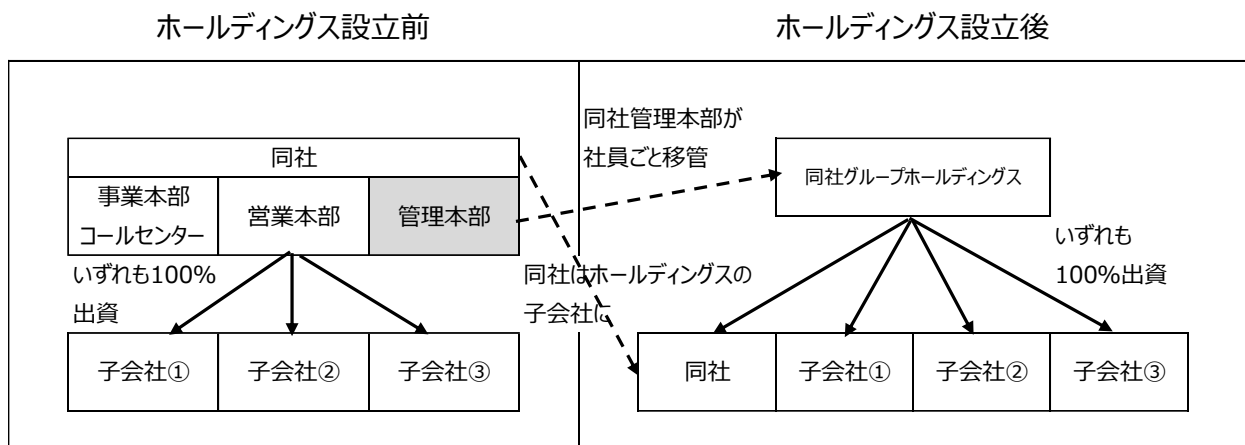 ホールディングス設立前
ホールディングス設立後
同社
事業本部
コールセンター
営業本部
管理本部
いずれも100%
出資
子会社①
子会社②
子会社③
同社管理本部が
社員ごと移管
同社はホールディングスの
子会社に
同社グループホールディングス
いずれも
100%出資
同社
子会社①
子会社②
子会社③